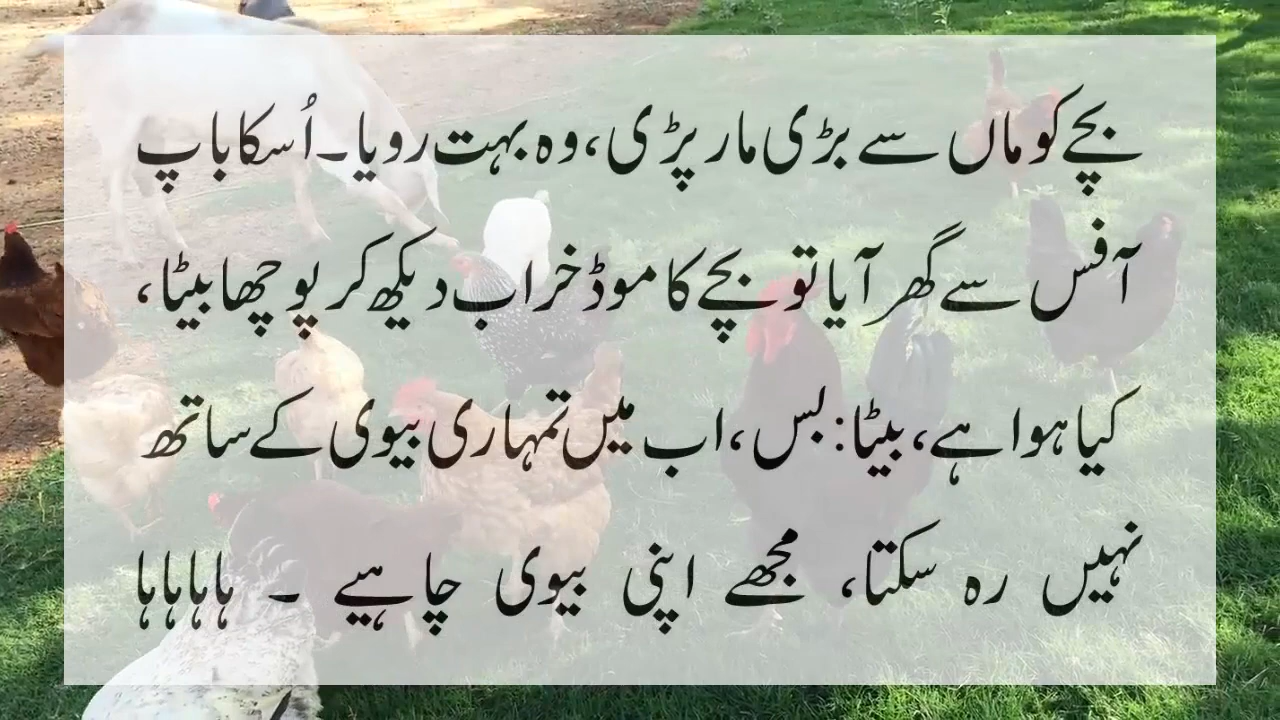 بچے کو ماں سے بڑی مار پڑی، وہ بہت رویا۔ اُسکا باپ
آفس سے گھر آیا تو بچے کا موڈ خراب دیکھ کر پوچھا بیٹا،
کیا ہوا ہے، بیٹا: بس، اب میں تمہاری بیوی کے ساتھ
نہیں رہ سکتا، مجھے اپنی بیوی چاہیے ۔ ہاہاہاہا